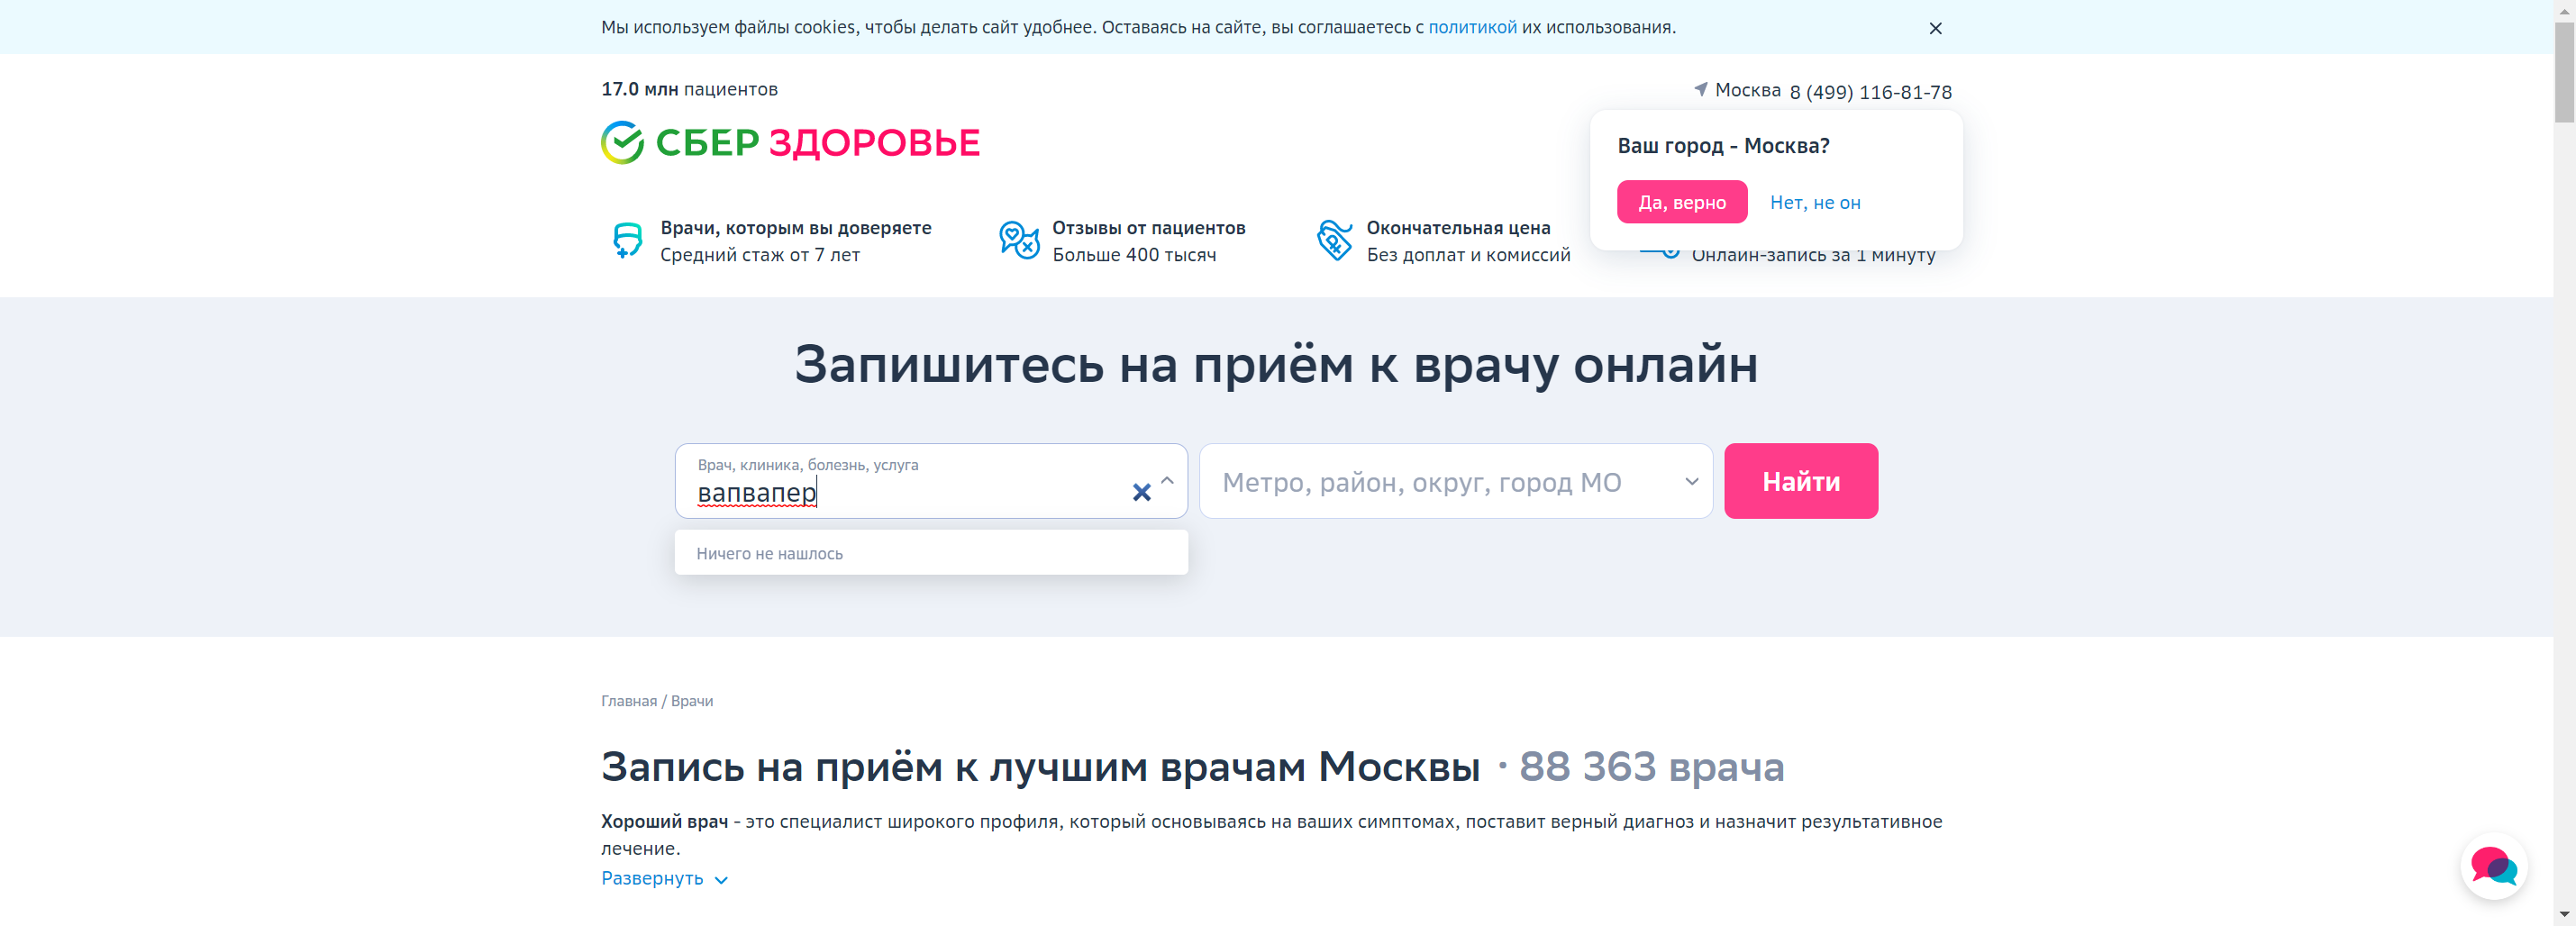 Мы используем файлы cookies, чтобы делать сайт удобнее. Оставаясь на сайте, вы соглашаетесь с политикой их использования.
17.0 млн пациентов
Москва 8 (499) 116-81-78
СБЕР ЗДОРОВЬЕ
Ваш город - Москва?
Да, верно Нет, не он
Врачи, которым вы доверяете
Средний стаж от 7 лет
Отзывы от пациентов
Больше 400 тысяч
Окончательная цена
Без доплат и комиссий
Онлайн-запись за 1 минуту
Запишитесь на приём к врачу онлайн
Врач, клиника, болезнь, услуга
вапвапер
Метро, район, округ, город МО
Найти
Ничего не нашлось
Главная / Врачи
Запись на приём к лучшим врачам Москвы · 88 363 врача
Хороший врач - это специалист широкого профиля, который основываясь на ваших симптомах, поставит верный диагноз и назначит результативное
лечение.
Развернуть